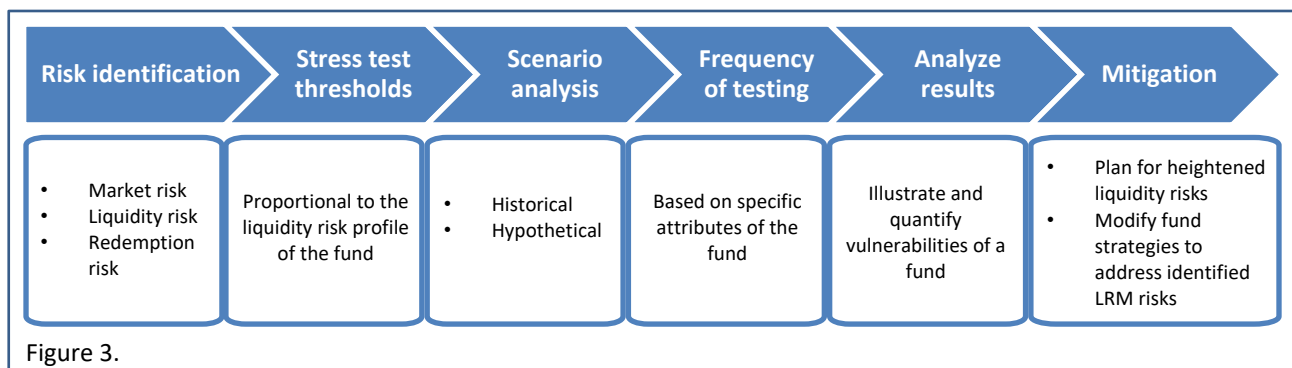 Risk identification
Stress test
thresholds
Scenario
analysis
Frequency
of testing
Analyze
results
Mitigation
• Market risk
• Liquidity risk
• Redemption
risk
Proportional to the
liquidity risk profile
of the fund
• Historical
• Hypothetical
Based on specific
attributes of the
fund
Illustrate and
quantify
vulnerabilities of a
fund
• Plan for heightened
liquidity risks
• Modify fund
strategies to
address identified
LRM risks
Figure 3.